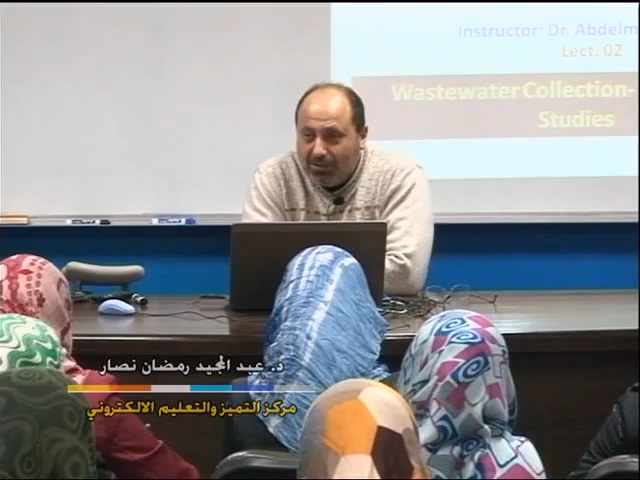 Instructor: Dr. Abdelm
Lect. 02
Wastewater Collection-
Studies
د. عبد المجيد رمضان نصار
مركز التميز والتعليم الالكتروني